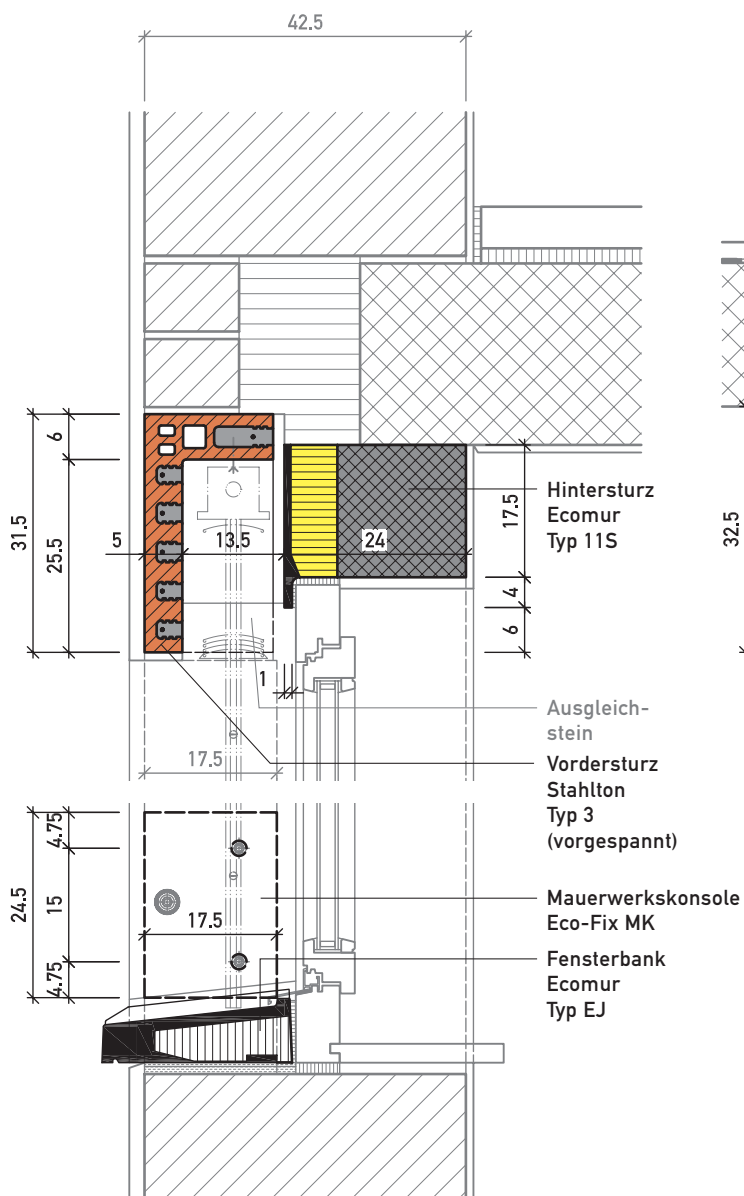 42.5
6
31.5
25.5
5
13.5
24
17.5
4
6
32.5
Hintersturz
Ecomur
Typ 11S
1
Ausgleich-
stein
17.5
Vordersturz
Stahlton
Typ 3
(vorgespannt)
4.75
24.5
15
4.75
17.5
Mauerwerkskonsole
Eco-Fix MK
Fensterbank
Ecomur
Typ EJ